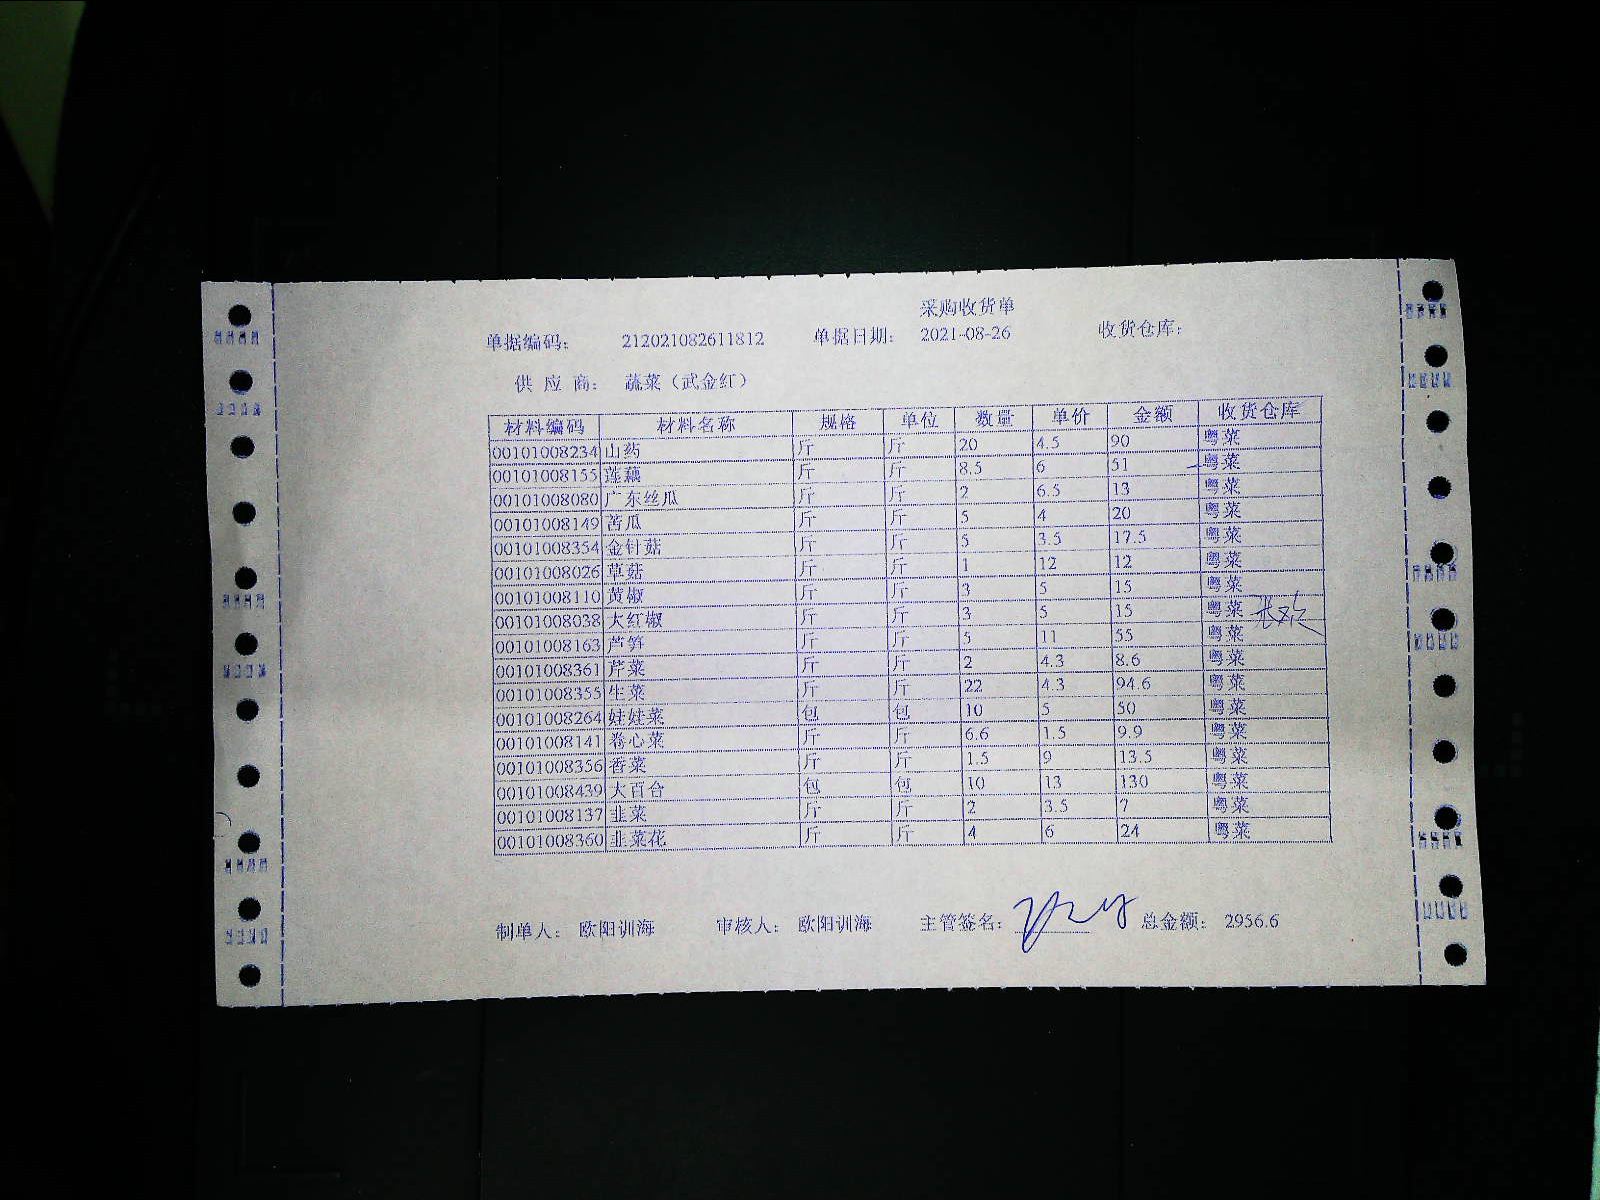 采购收货单
单据编码： 212021082611812 单据日期： 2021-08-26 收货仓库：
供 应 商： 蔬菜（武金红）
材料编码 材料名称 规格 单位 数量 单价 金额 收货仓库
00101008234 山药 斤 斤 20 4.5 90 粤菜
00101008155 莲藕 斤 斤 8.5 6 51 粤菜
00101008080 广东丝瓜 斤 斤 2 6.5 13 粤菜
00101008149 苦瓜 斤 斤 5 4 20 粤菜
00101008354 金针菇 斤 斤 5 3.5 17.5 粤菜
00101008026 草菇 斤 斤 1 12 12 粤菜
00101008110 黄椒 斤 斤 3 5 15 粤菜
00101008038 大红椒 斤 斤 3 5 15 粤菜
00101008163 芦笋 斤 斤 5 11 55 粤菜
00101008361 芹菜 斤 斤 2 4.3 8.6 粤菜
00101008355 生菜 斤 斤 22 4.3 94.6 粤菜
00101008264 娃娃菜 包 包 10 5 50 粤菜
00101008141 卷心菜 斤 斤 6.6 1.5 9.9 粤菜
00101008356 香菜 斤 斤 1.5 9 13.5 粤菜
00101008439 大百合 包 包 10 13 130 粤菜
00101008137 韭菜 斤 斤 2 3.5 7 粤菜
00101008360 韭菜花 斤 斤 4 6 24 粤菜
制单人： 欧阳训海 审核人： 欧阳训海 主管签名： 总金额： 2956.6